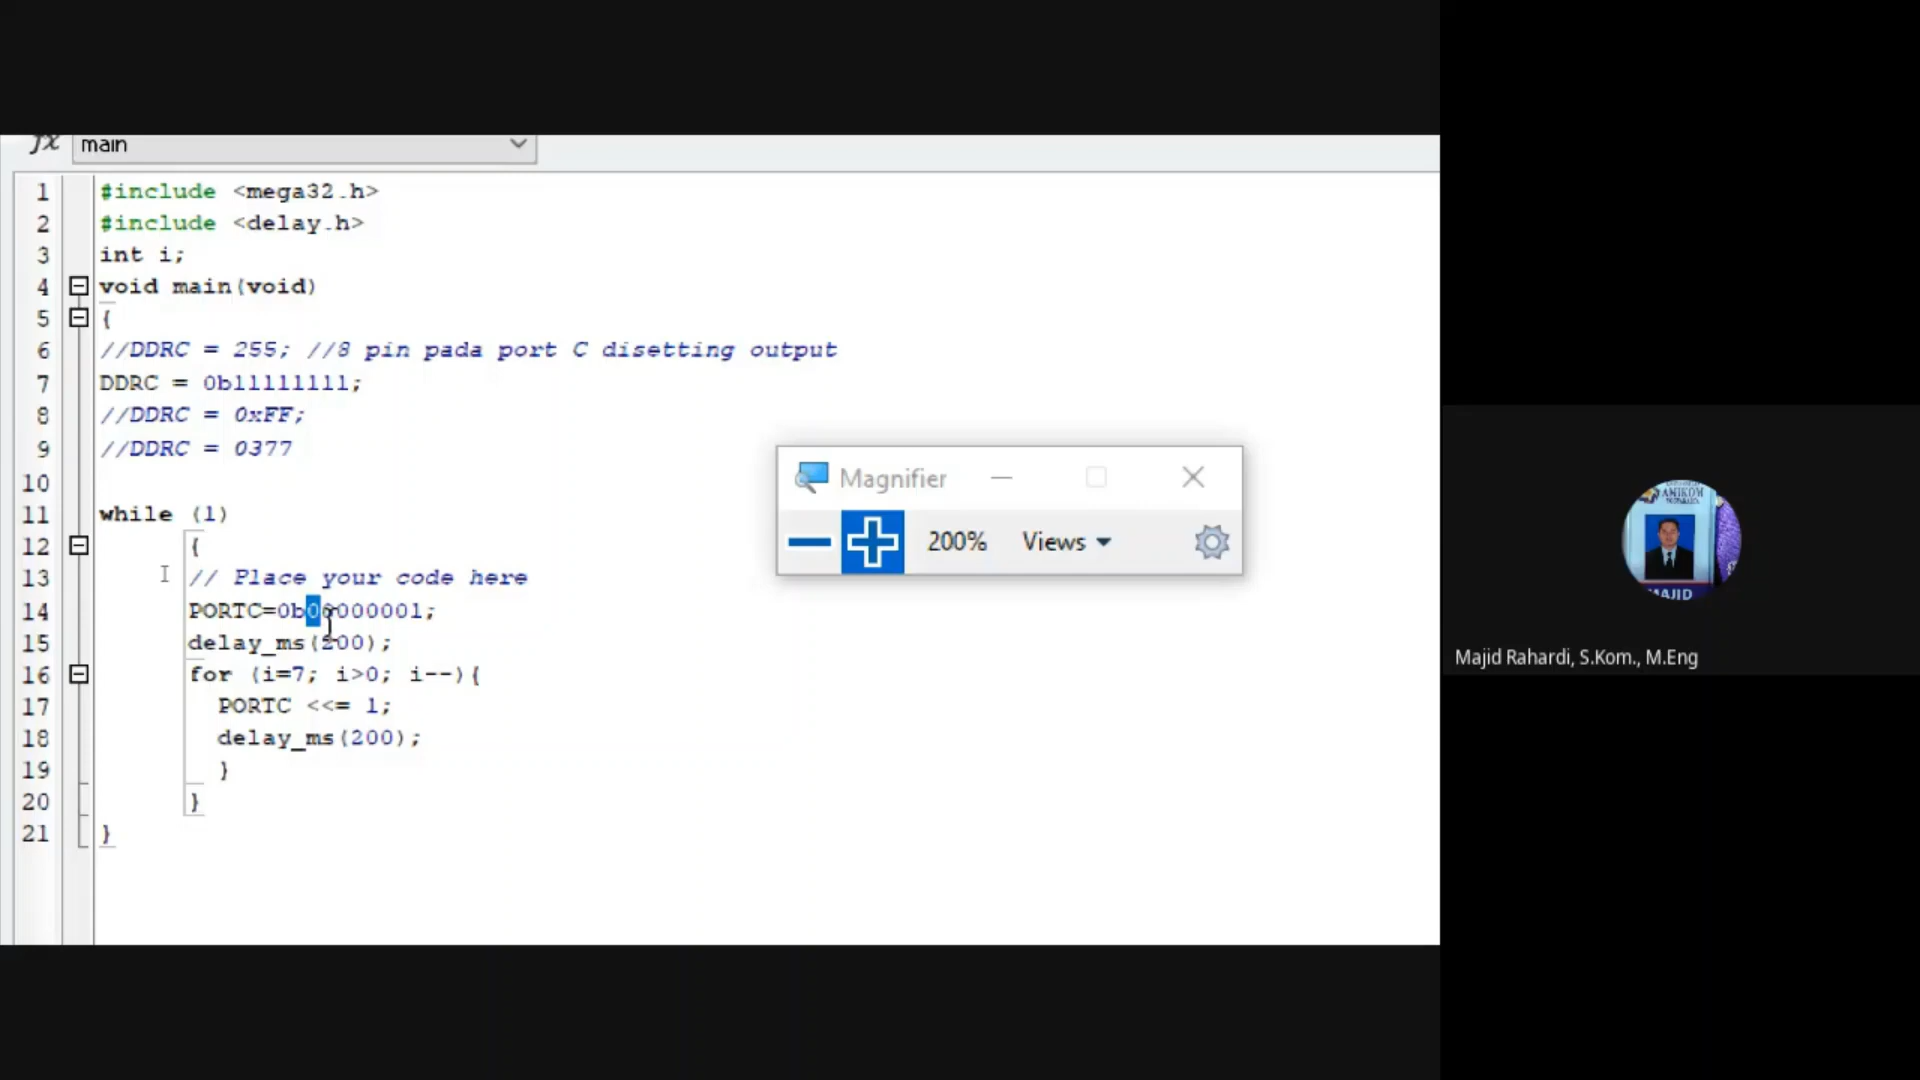 fx main
1 #include <mega32.h>
2 #include <delay.h>
3 int i;
4 void main(void)
5 {
6 //DDRC = 255; //8 pin pada port C disetting output
7 DDRC = 0b11111111;
8 //DDRC = 0xFF;
9 //DDRC = 0377
10
11 while (1)
12 {
13 // Place your code here
14 PORTC=0b00000001;
15 delay_ms(200);
16 for (i=7; i>0; i--){
17 PORTC <<= 1;
18 delay_ms(200);
19 }
20 }
21 }
Magnifier
200% Views
AMIKOM
MAJID
Majid Rahardi, S.Kom., M.Eng